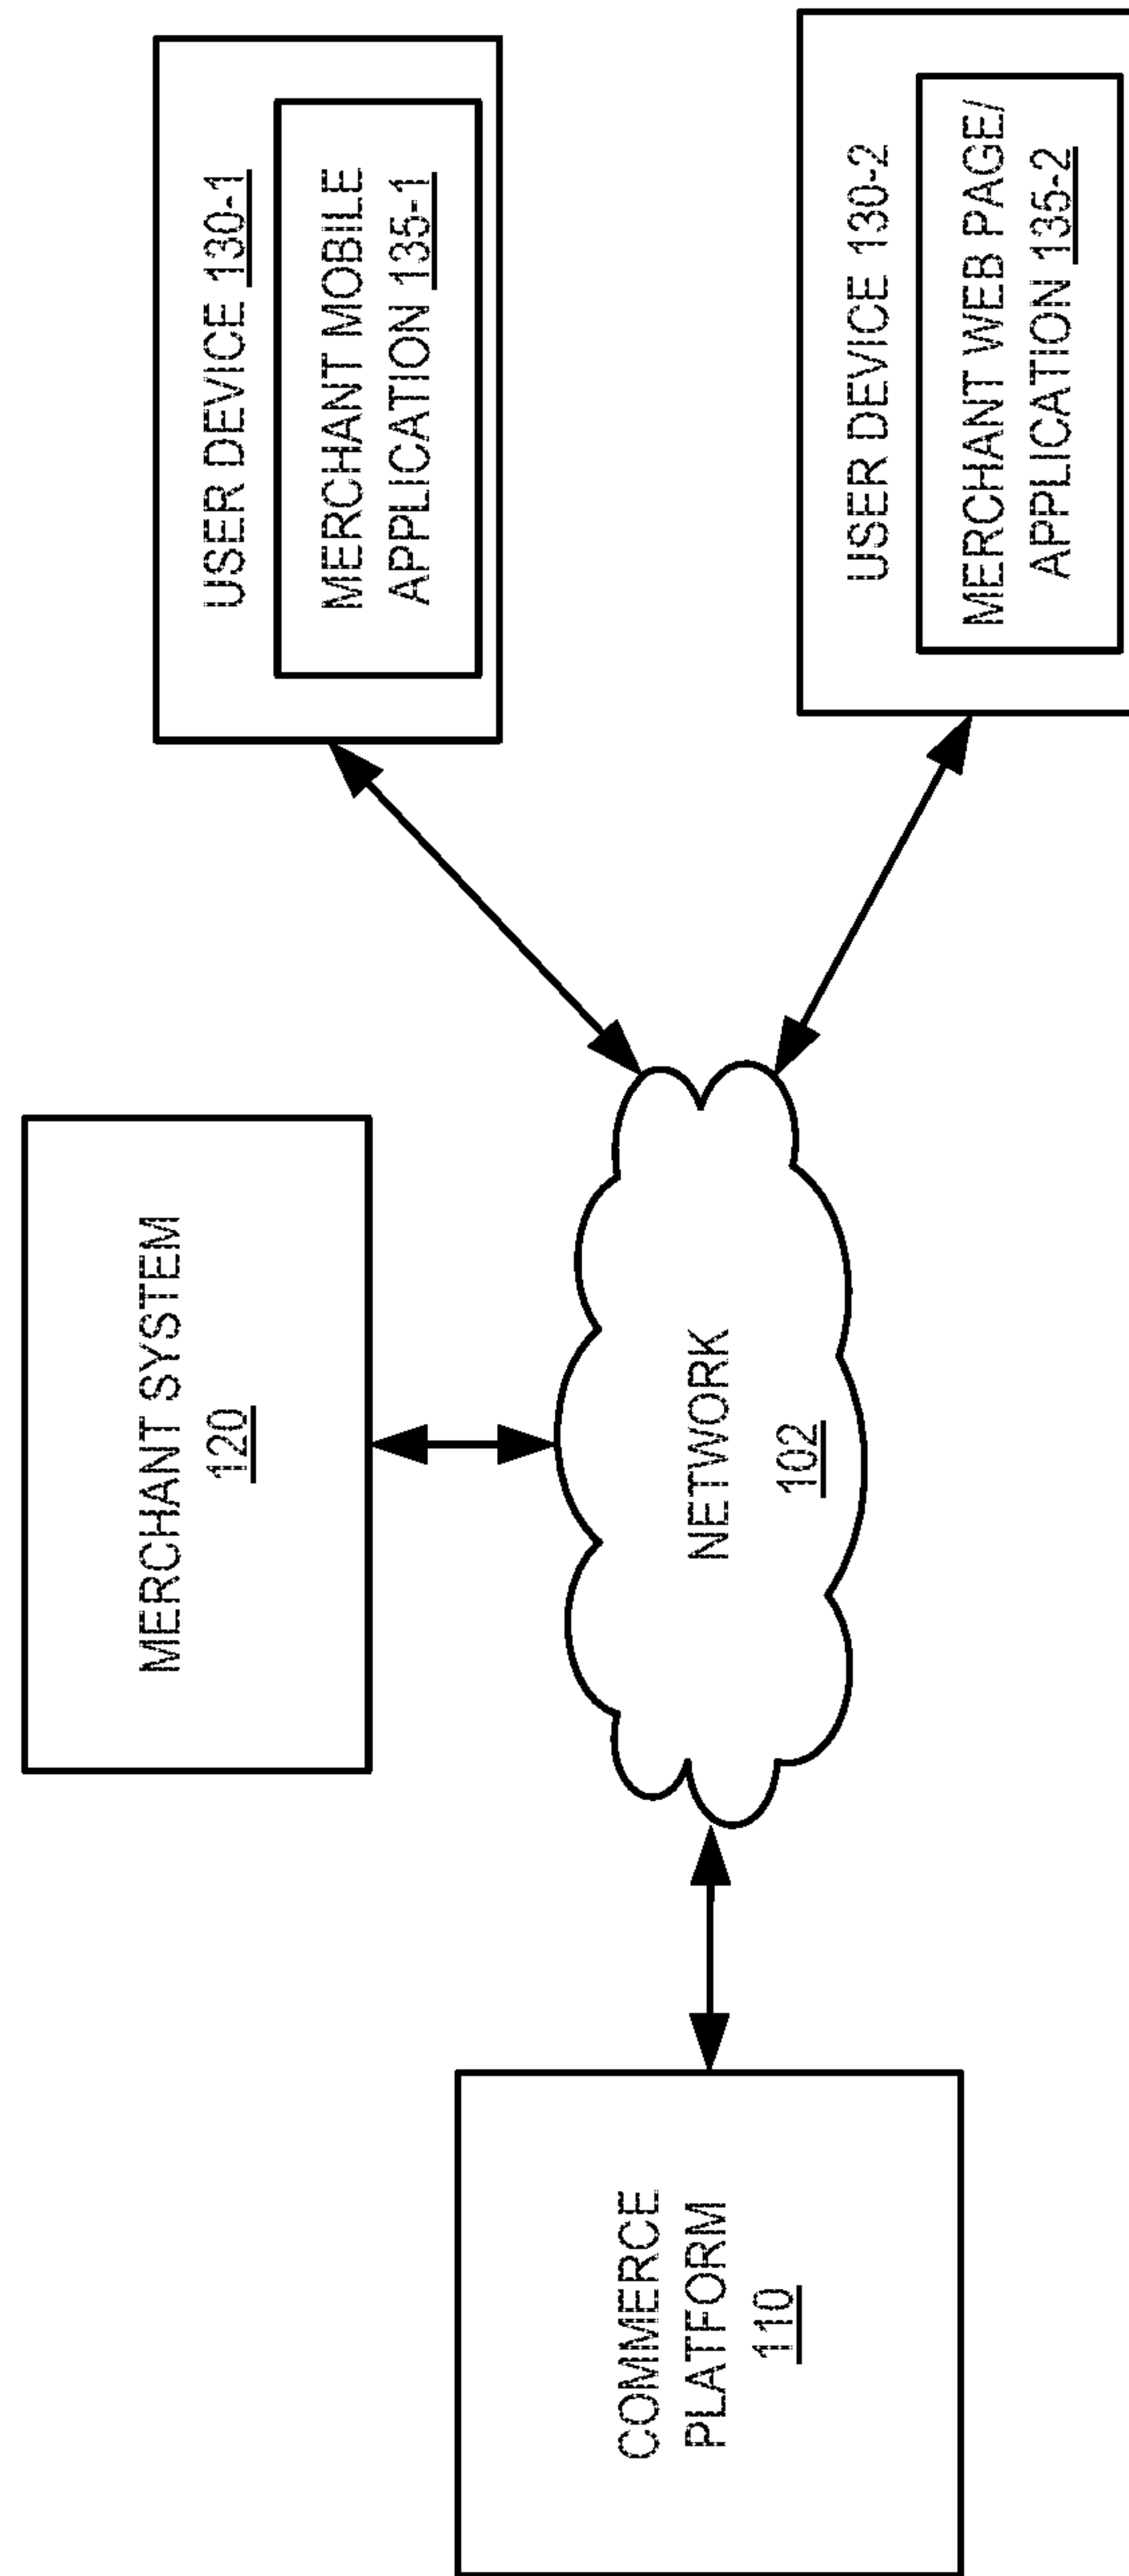 MERCHANT SYSTEM
120
USER DEVICE 130-1
MERCHANT MOBILE
APPLICATION 135-1
COMMERCE
PLATFORM
110
NETWORK
102
USER DEVICE 130-2
MERCHANT WEB PAGE/
APPLICATION 135-2